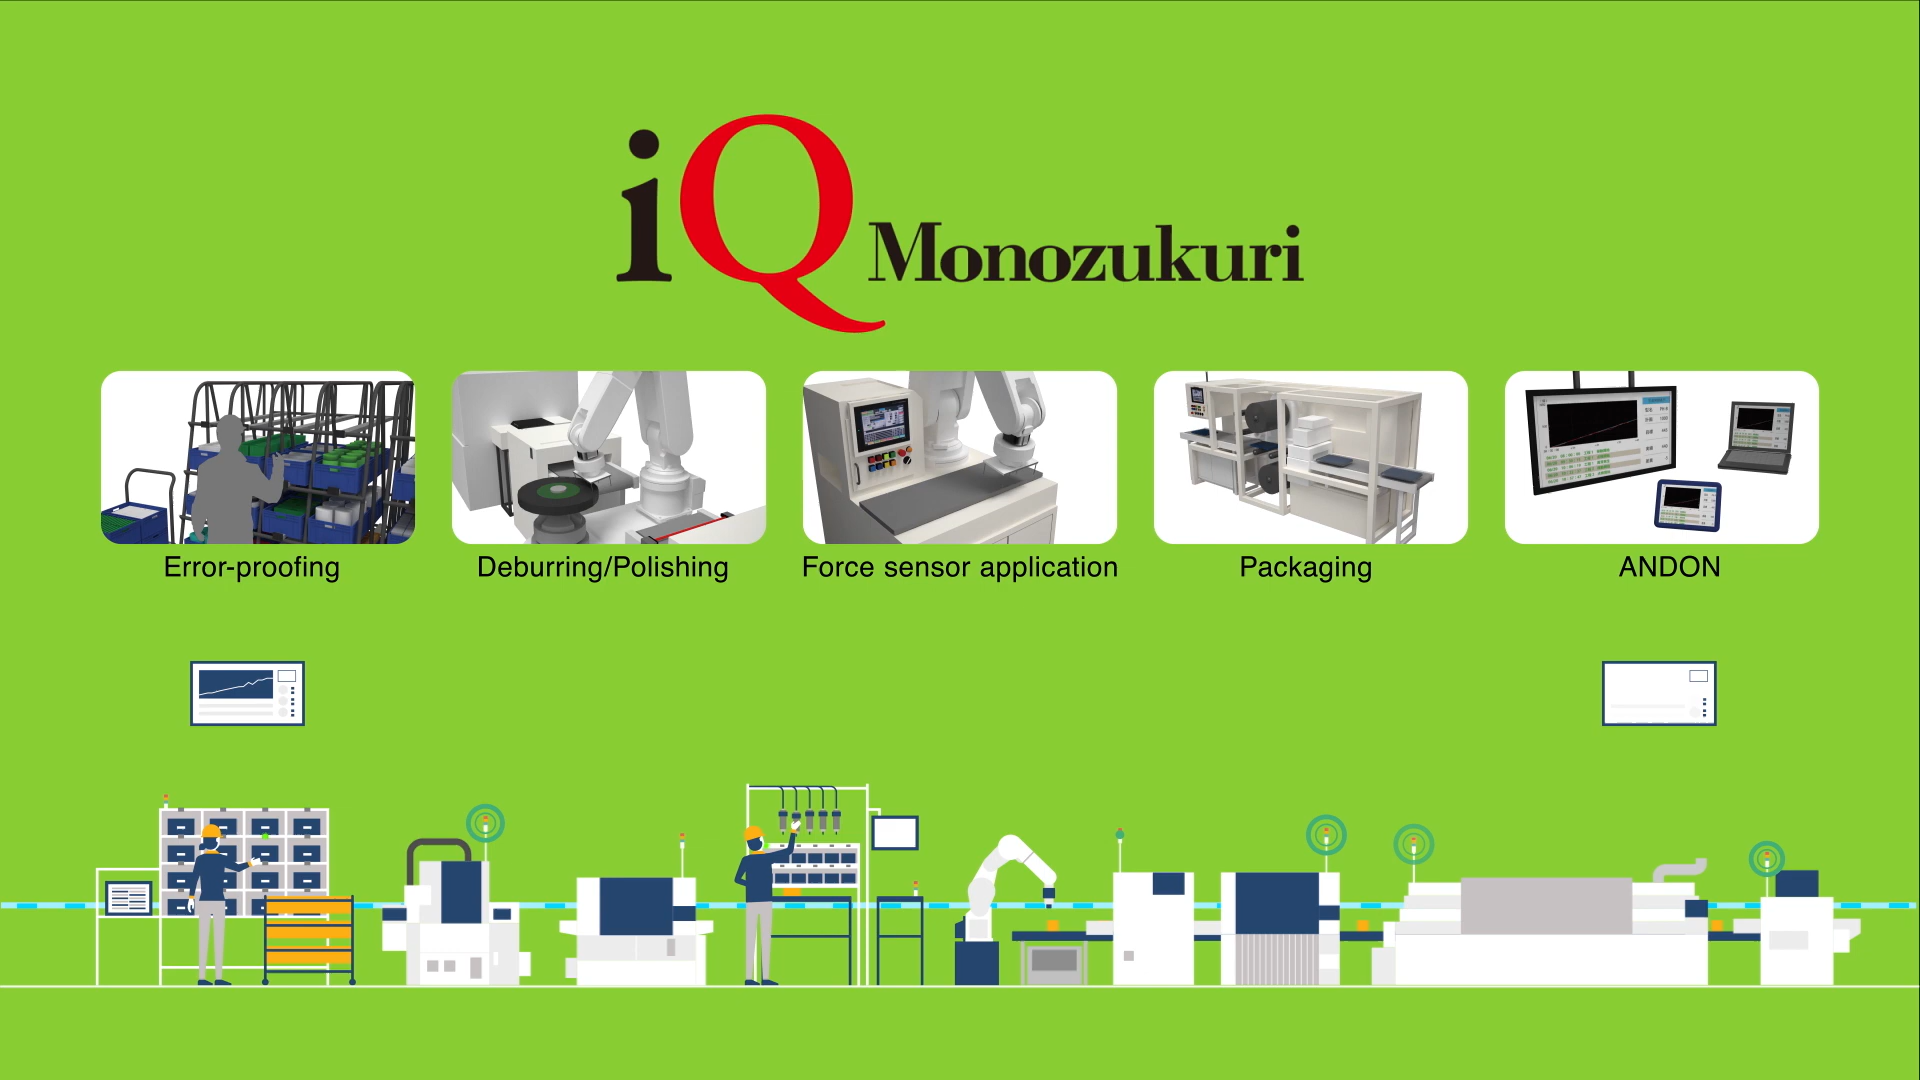 iQ Monozukuri
Error-proofing
Deburring/Polishing
Force sensor application
Packaging
ANDON